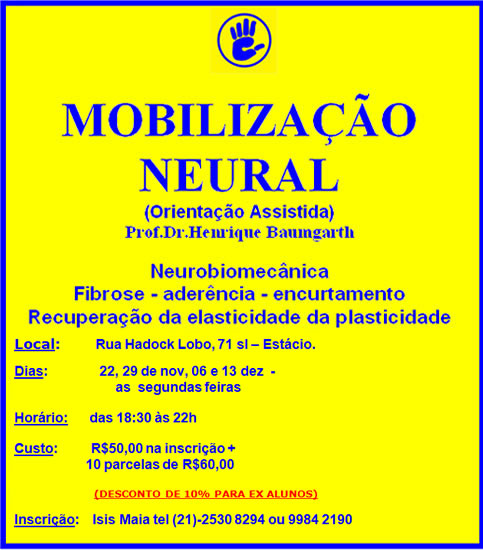 MOBILIZAÇÃO
NEURAL
(Orientação Assistida)
Prof.Dr.Henrique Baumgarth
Neurobiomecânica
Fibrose - aderência - encurtamento
Recuperação da elasticidade da plasticidade
Local: Rua Hadock Lobo, 71 sl – Estácio.
Dias: 22, 29 de nov, 06 e 13 dez -
as segundas feiras
Horário: das 18:30 às 22h
Custo: R$50,00 na inscrição +
10 parcelas de R$60,00
(DESCONTO DE 10% PARA EX ALUNOS)
Inscrição: Isis Maia tel (21)-2530 8294 ou 9984 2190